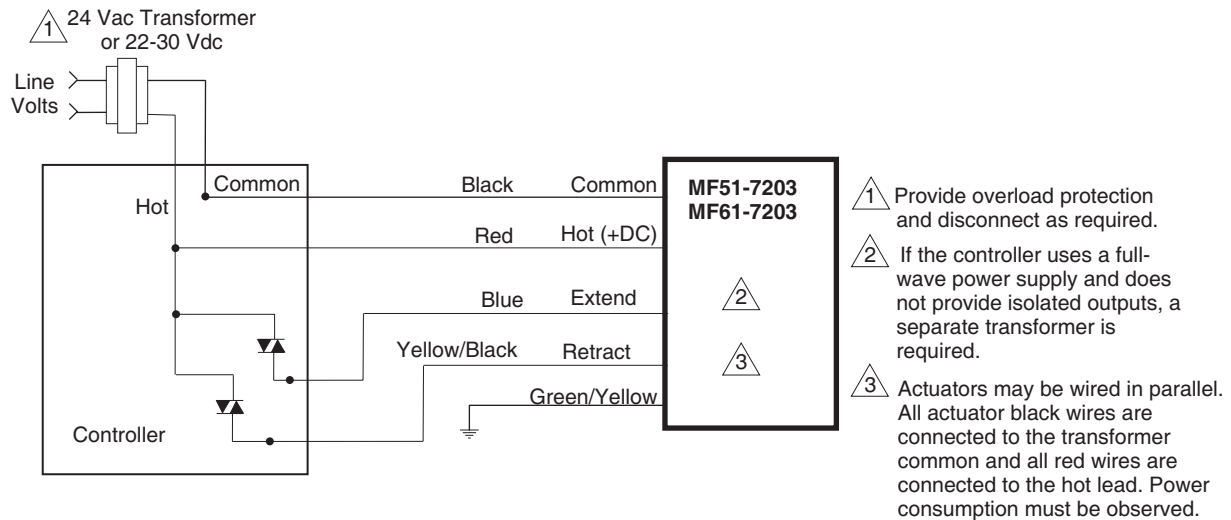 1
24 Vac Transformer
or 22-30 Vdc
Line
Volts
Common
Hot
Controller
Black
Common
Red
Hot (+DC)
Blue
Extend
Yellow/Black
Retract
Green/Yellow
MF51-7203
MF61-7203
2
3
1 Provide overload protection
and disconnect as required.
2 If the controller uses a full-
wave power supply and does
not provide isolated outputs, a
separate transformer is
required.
3 Actuators may be wired in parallel.
All actuator black wires are
connected to the transformer
common and all red wires are
connected to the hot lead. Power
consumption must be observed.